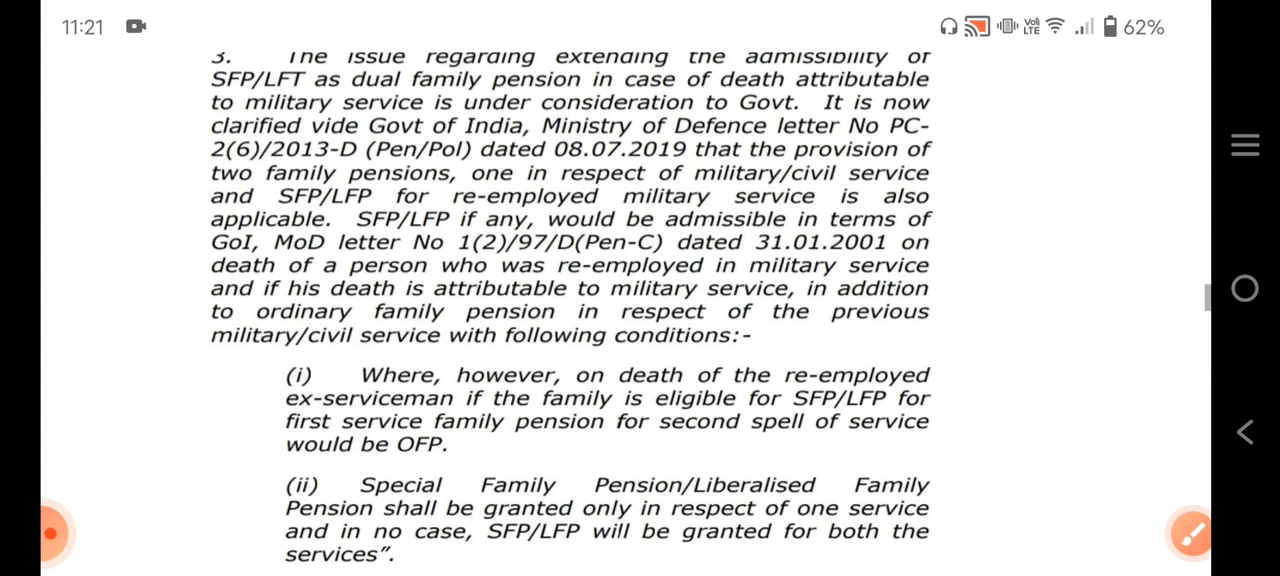 11:21
Vol LTE
62%
3. The issue regarding extending the admissibility of
SFP/LFT as dual family pension in case of death attributable
to military service is under consideration to Govt. It is now
clarified vide Govt of India, Ministry of Defence letter No PC-
2(6)/2013-D (Pen/Pol) dated 08.07.2019 that the provision of
two family pensions, one in respect of military/civil service
and SFP/LFP for re-employed military service is also
applicable. SFP/LFP if any, would be admissible in terms of
GoI, MoD letter No 1(2)/97/D(Pen-C) dated 31.01.2001 on
death of a person who was re-employed in military service
and if his death is attributable to military service, in addition
to ordinary family pension in respect of the previous
military/civil service with following conditions:-
(i) Where, however, on death of the re-employed
ex-serviceman if the family is eligible for SFP/LFP for
first service family pension for second spell of service
would be OFP.
(ii) Special Family Pension/Liberalised Family
Pension shall be granted only in respect of one service
and in no case, SFP/LFP will be granted for both the
services”.